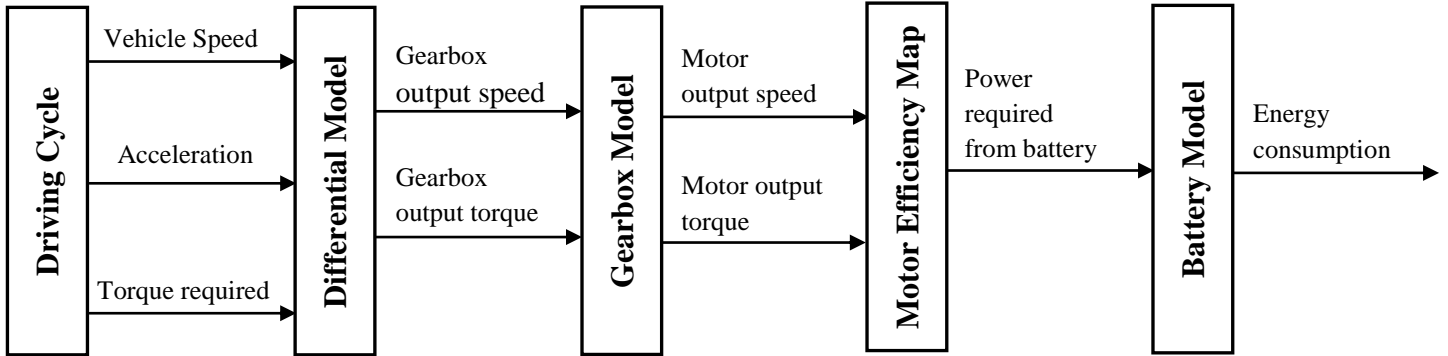 Driving Cycle
Vehicle Speed
Acceleration
Torque required
Differential Model
Gearbox
output speed
Gearbox
output torque
Gearbox Model
Motor
output speed
Motor output
torque
Motor Efficiency Map
Power
required
from battery
Battery Model
Energy
consumption